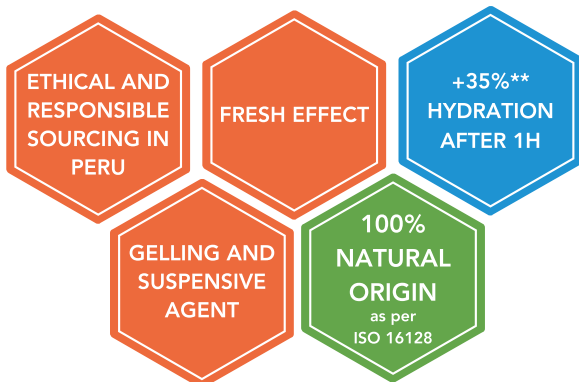 ETHICAL AND
RESPONSIBLE
SOURCING IN
PERU
FRESH EFFECT
+35%**
HYDRATION
AFTER 1H
GELLING AND
SUSPENSIVE
AGENT
100%
NATURAL
ORIGIN
as per
ISO 16128